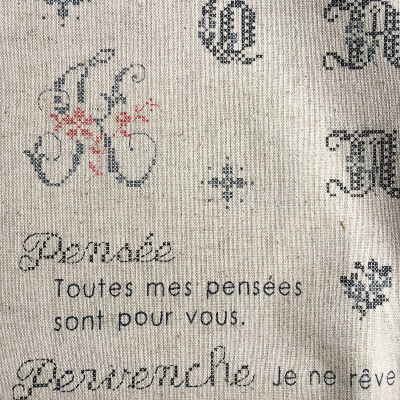 Q
K
Pensée
Toutes mes pensées
sont pour vous.
Pervenche Je ne rêve